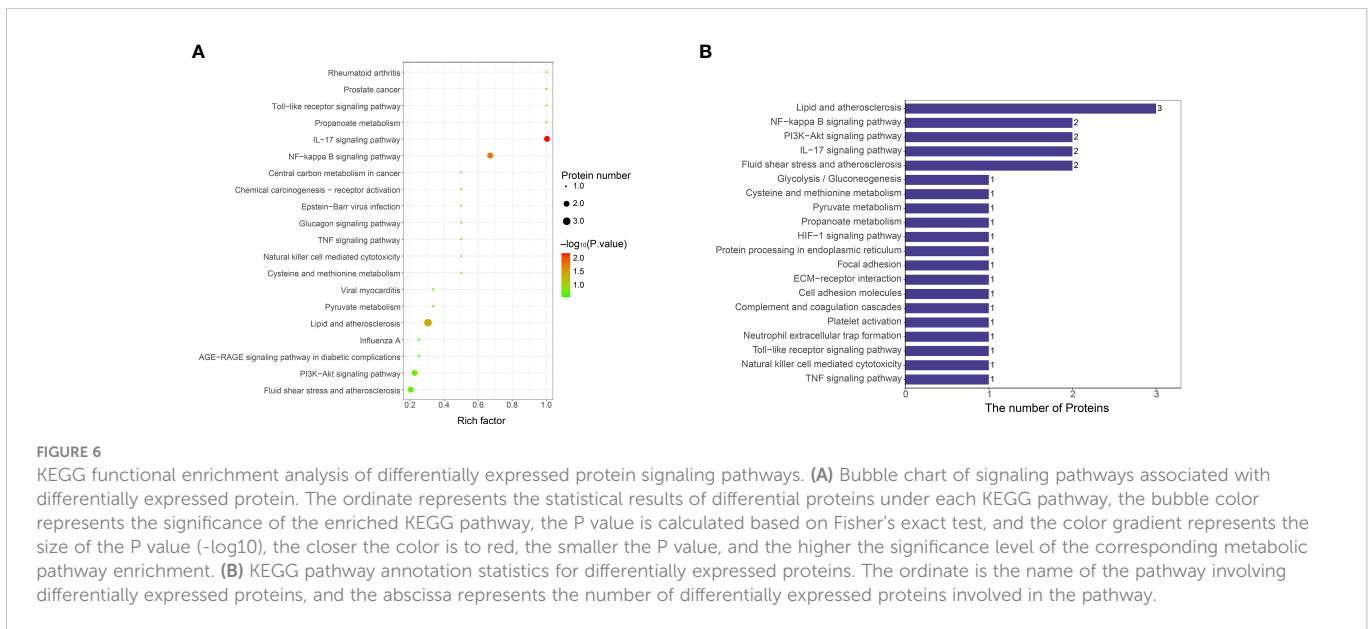 A
Rheumatoid arthritis
Prostate cancer
Toll−like receptor signaling pathway
Propanoate metabolism
IL−17 signaling pathway
NF−kappa B signaling pathway
Central carbon metabolism in cancer
Chemical carcinogenesis − receptor activation
Epstein−Barr virus infection
Glucagon signaling pathway
TNF signaling pathway
Natural killer cell mediated cytotoxicity
Cysteine and methionine metabolism
Viral myocarditis
Pyruvate metabolism
Lipid and atherosclerosis
Influenza A
AGE−RAGE signaling pathway in diabetic complications
PI3K−Akt signaling pathway
Fluid shear stress and atherosclerosis
0.2 0.4 0.6 0.8 1.0
Rich factor
Protein number
1.0
2.0
3.0
−log₁₀(P.value)
2.0
1.5
1.0
B
Lipid and atherosclerosis 3
NF−kappa B signaling pathway 2
PI3K−Akt signaling pathway 2
IL−17 signaling pathway 2
Fluid shear stress and atherosclerosis 2
Glycolysis / Gluconeogenesis 1
Cysteine and methionine metabolism 1
Pyruvate metabolism 1
Propanoate metabolism 1
HIF−1 signaling pathway 1
Protein processing in endoplasmic reticulum 1
Focal adhesion 1
ECM−receptor interaction 1
Cell adhesion molecules 1
Complement and coagulation cascades 1
Platelet activation 1
Neutrophil extracellular trap formation 1
Toll−like receptor signaling pathway 1
Natural killer cell mediated cytotoxicity 1
TNF signaling pathway 1
0 1 2 3
The number of Proteins
FIGURE 6
KEGG functional enrichment analysis of differentially expressed protein signaling pathways. (A) Bubble chart of signaling pathways associated with
differentially expressed protein. The ordinate represents the statistical results of differential proteins under each KEGG pathway, the bubble color
represents the significance of the enriched KEGG pathway, the P value is calculated based on Fisher's exact test, and the color gradient represents the
size of the P value (-log10), the closer the color is to red, the smaller the P value, and the higher the significance level of the corresponding metabolic
pathway enrichment. (B) KEGG pathway annotation statistics for differentially expressed proteins. The ordinate is the name of the pathway involving
differentially expressed proteins, and the abscissa represents the number of differentially expressed proteins involved in the pathway.